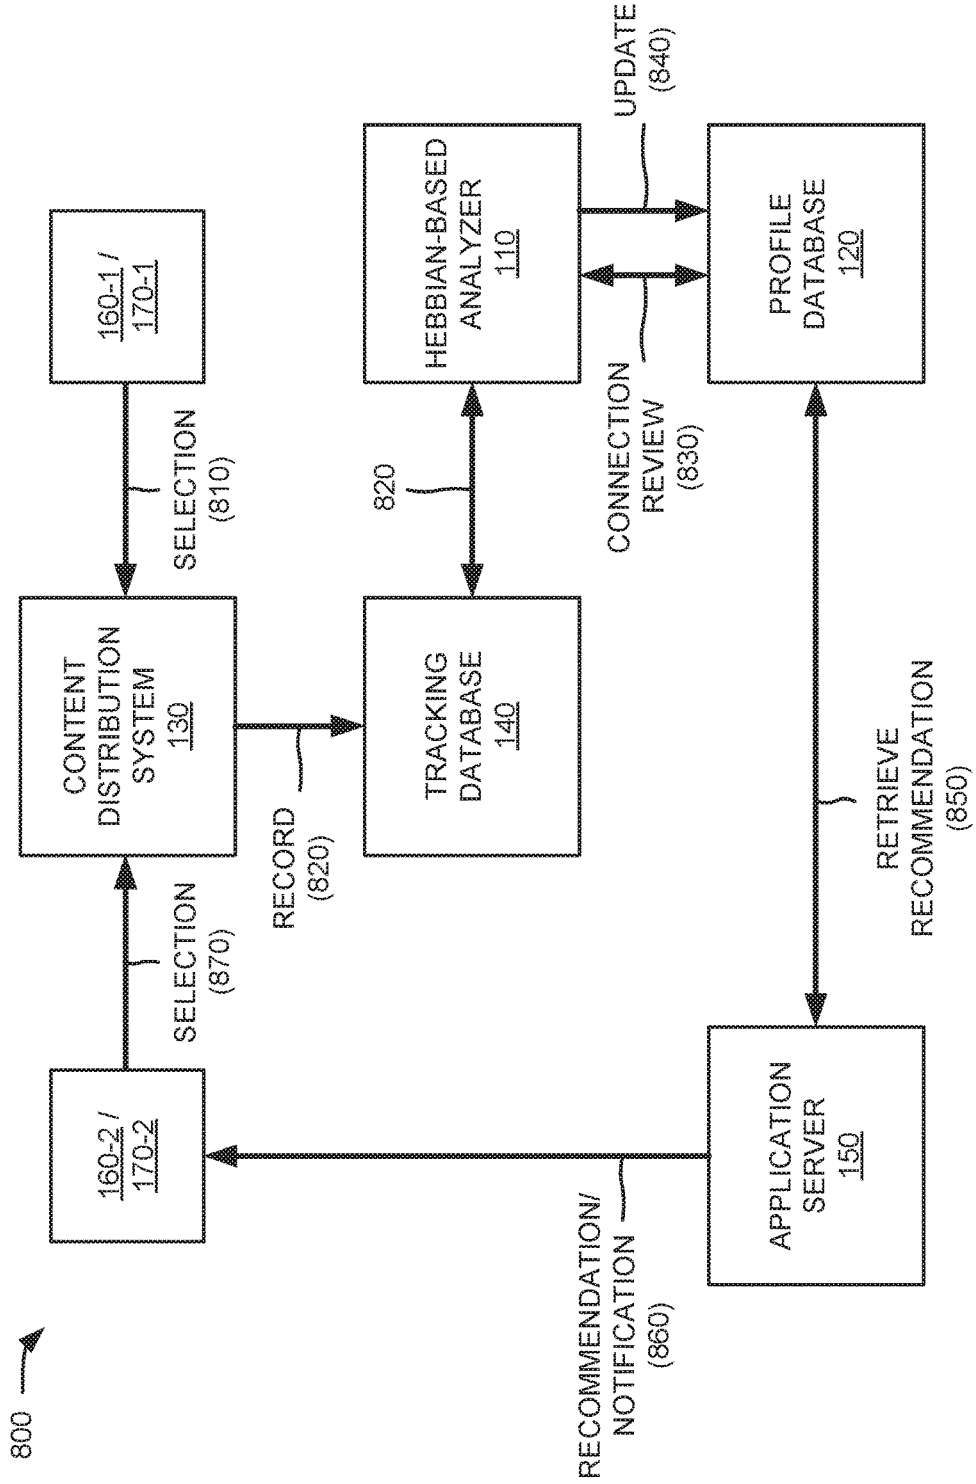 800
160-2 /
170-2
SELECTION
(870)
CONTENT
DISTRIBUTION
SYSTEM
130
SELECTION
(810)
160-1 /
170-1
RECORD
(820)
TRACKING
DATABASE
140
820
HEBBIAN-BASED
ANALYZER
110
RECOMMENDATION/
NOTIFICATION
(860)
CONNECTION
REVIEW
(830)
UPDATE
(840)
APPLICATION
SERVER
150
RETRIEVE
RECOMMENDATION
(850)
PROFILE
DATABASE
120